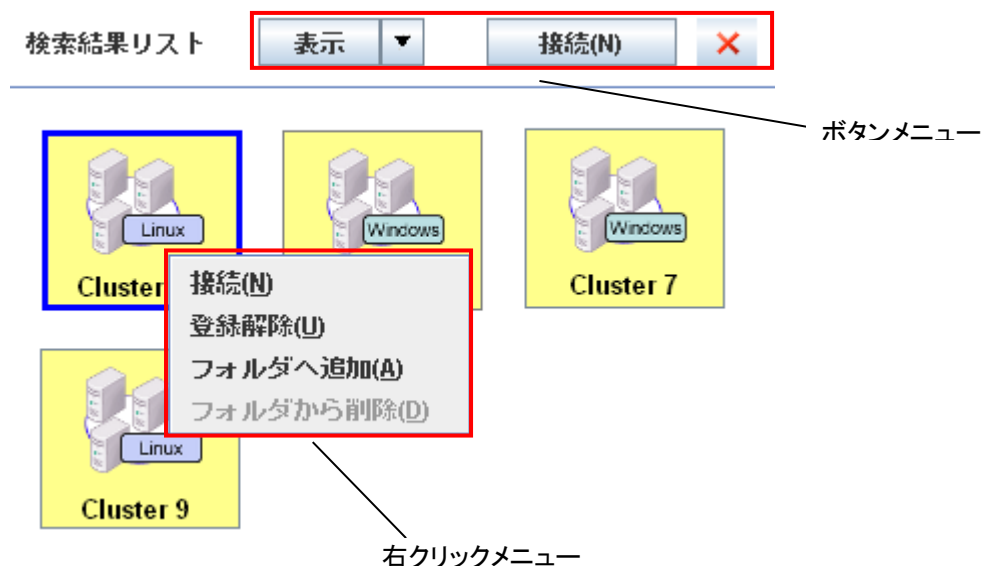 検索結果リスト 表示 ▼ 接続(N) ×
ボタンメニュー
Linux
Windows
Windows
Cluster
Cluster 7
接続(N)
登録解除(U)
フォルダへ追加(A)
フォルダから削除(D)
Linux
Cluster 9
右クリックメニュー